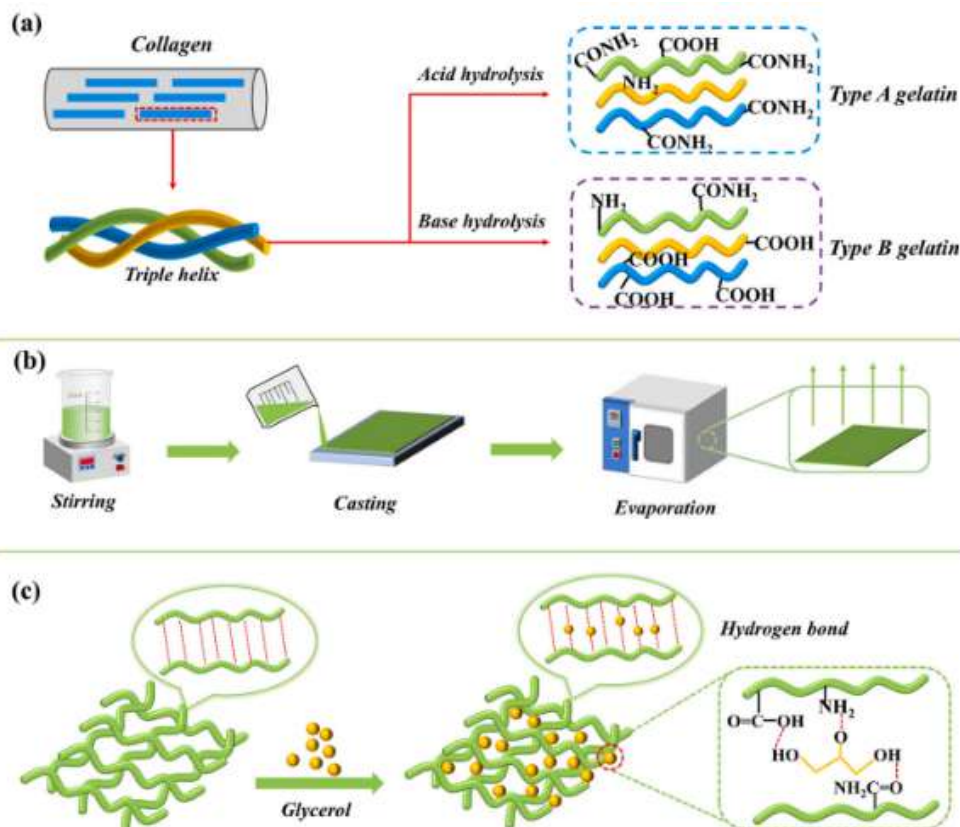 (a)
Collagen
Triple helix
Acid hydrolysis
Base hydrolysis
CONH₂
COOH
CONH₂
NH₂
CONH₂
CONH₂
Type A gelatin
NH₂
CONH₂
COOH
COOH
COOH
COOH
Type B gelatin
(b)
Stirring
Casting
Evaporation
(c)
Glycerol
Hydrogen bond
O=C-OH
NH₂
O
HO
OH
NH₂C=O